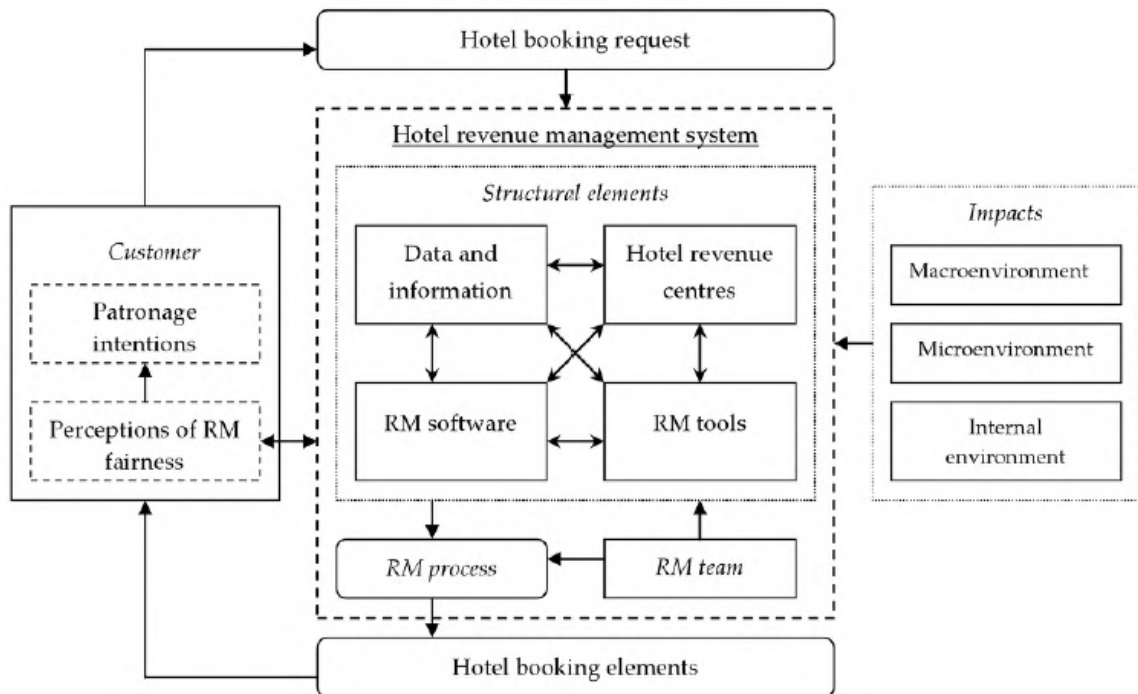 Hotel booking request
Hotel revenue management system
Structural elements
Data and
information
Hotel revenue
centres
RM software
RM tools
RM process
RM team
Hotel booking elements
Customer
Patronage
intentions
Perceptions of RM
fairness
Impacts
Macroenvironment
Microenvironment
Internal
environment